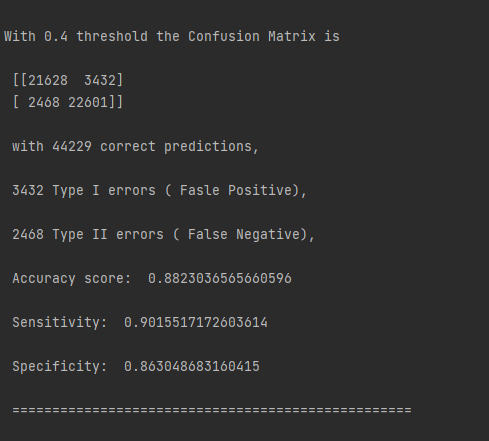 With 0.4 threshold the Confusion Matrix is
[[21628  3432]
[ 2468 22601]]
with 44229 correct predictions,
3432 Type I errors ( Fasle Positive),
2468 Type II errors ( False Negative),
Accuracy score:  0.8823036565660596
Sensitivity:  0.9015517172603614
Specificity:  0.863048683160415
==================================================